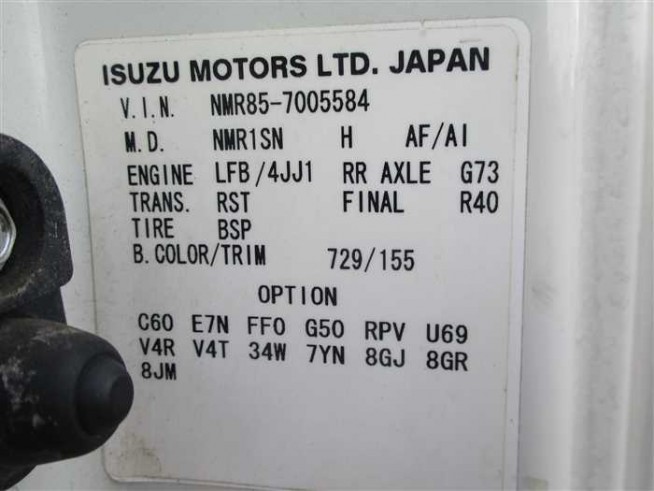 ISUZU MOTORS LTD. JAPAN
V.I.N. NMR85-7005584
M.D. NMR1SN H AF/AI
ENGINE LFB/4JJ1 RR AXLE G73
TRANS. RST FINAL R40
TIRE BSP
B.COLOR/TRIM 729/155
OPTION
C60 E7N FF0 G50 RPV U69
V4R V4T 34W 7YN 8GJ 8GR
8JM